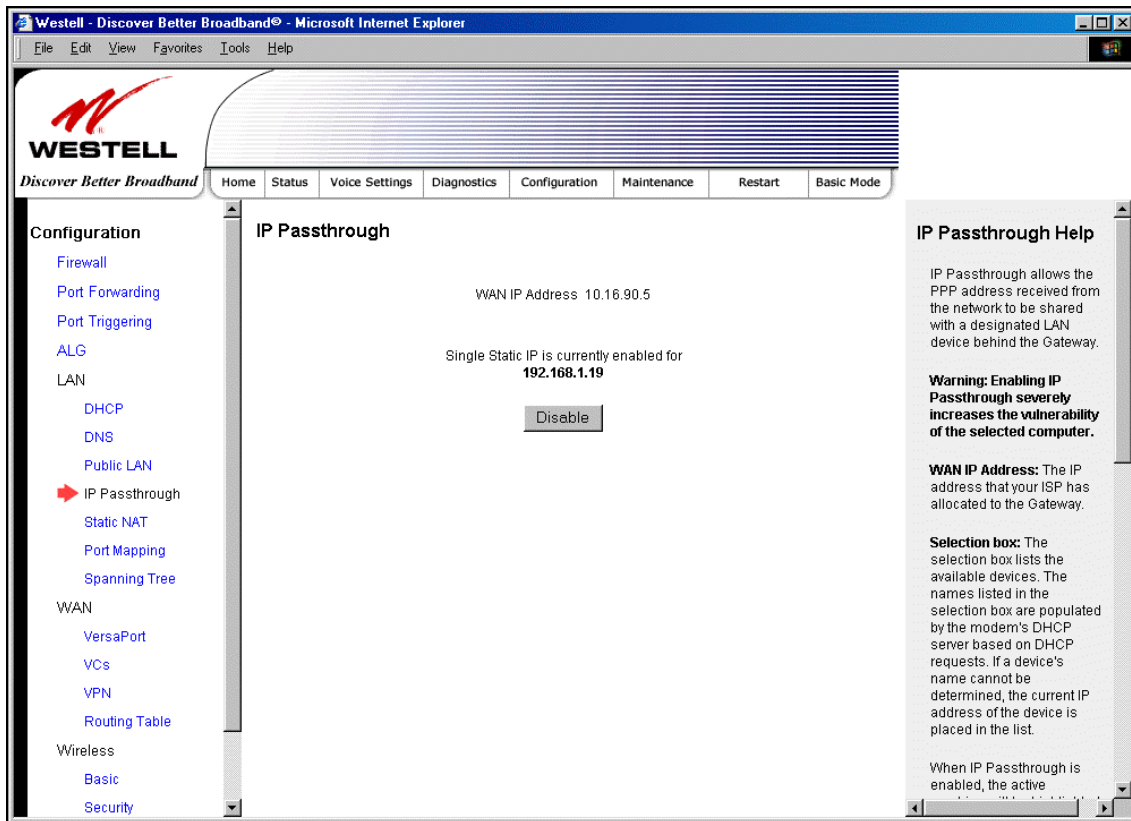 Westell - Discover Better Broadband® - Microsoft Internet Explorer
File Edit View Favorites Tools Help
WESTELL
Discover Better Broadband
Home Status Voice Settings Diagnostics Configuration Maintenance Restart Basic Mode
Configuration
Firewall
Port Forwarding
Port Triggering
ALG
LAN
DHCP
DNS
Public LAN
IP Passthrough
Static NAT
Port Mapping
Spanning Tree
WAN
VersaPort
VCs
VPN
Routing Table
Wireless
Basic
Security
IP Passthrough
WAN IP Address 10.16.90.5
Single Static IP is currently enabled for
192.168.1.19
Disable
IP Passthrough Help
IP Passthrough allows the
PPP address received from
the network to be shared
with a designated LAN
device behind the Gateway.
Warning: Enabling IP
Passthrough severely
increases the vulnerability
of the selected computer.
WAN IP Address: The IP
address that your ISP has
allocated to the Gateway.
Selection box: The
selection box lists the
available devices. The
names listed in the
selection box are populated
by the modem's DHCP
server based on DHCP
requests. If a device's
name cannot be
determined, the current IP
address of the device is
placed in the list.
When IP Passthrough is
enabled, the active